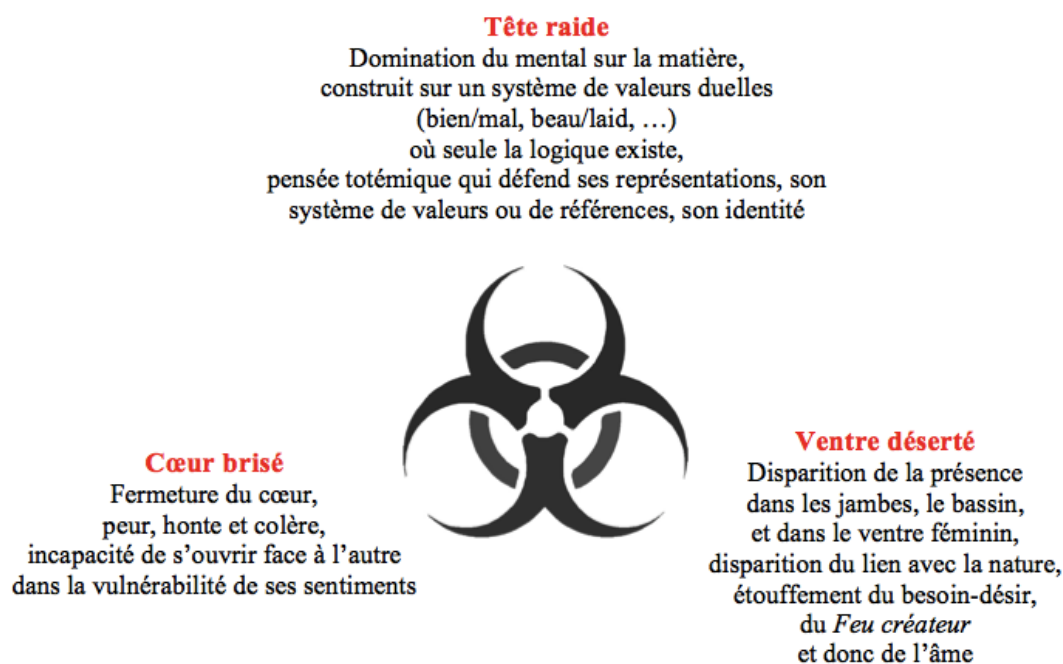 Tête raide
Domination du mental sur la matière,
construit sur un système de valeurs duelles
(bien/mal, beau/laid, …)
où seule la logique existe,
pensée totémique qui défend ses représentations, son
système de valeurs ou de références, son identité
Cœur brisé
Fermeture du cœur,
peur, honte et colère,
incapacité de s’ouvrir face à l’autre
dans la vulnérabilité de ses sentiments
Ventre déserté
Disparition de la présence
dans les jambes, le bassin,
et dans le ventre féminin,
disparition du lien avec la nature,
étouffement du besoin-désir,
du Feu créateur
et donc de l’âme